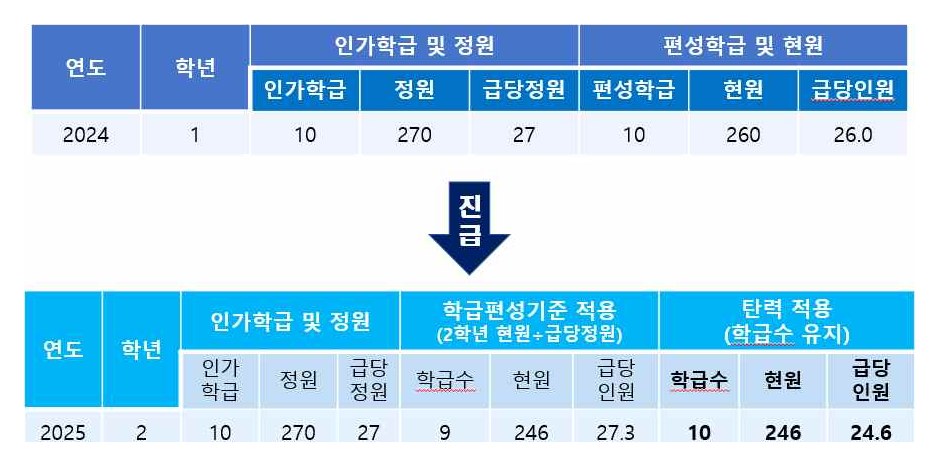 연도 학년 인가학급 및 정원 편성학급 및 현원
인가학급 정원 급당정원 편성학급 현원 급당인원
2024 1 10 270 27 10 260 26.0
진
급
연도 학년 인가학급 및 정원 학급편성기준 적용 탄력 적용
(2학년 현원÷급당정원) (학급수 유지)
인가 정원 급당 학급수 현원 급당 학급수 현원 급당
학급 정원 인원 인원
2025 2 10 270 27 9 246 27.3 10 246 24.6